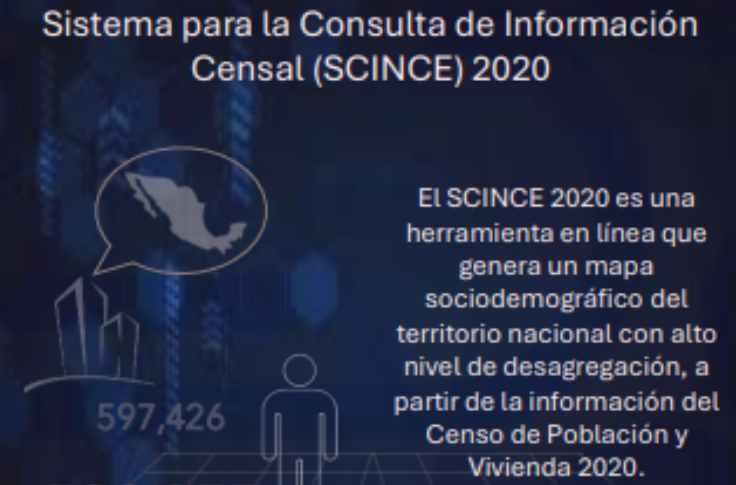 Sistema para la Consulta de Información
Censal (SCINCE) 2020
El SCINCE 2020 es una
herramienta en línea que
genera un mapa
sociodemográfico del
territorio nacional con alto
nivel de desagregación, a
partir de la información del
Censo de Población y
Vivienda 2020.
597,426